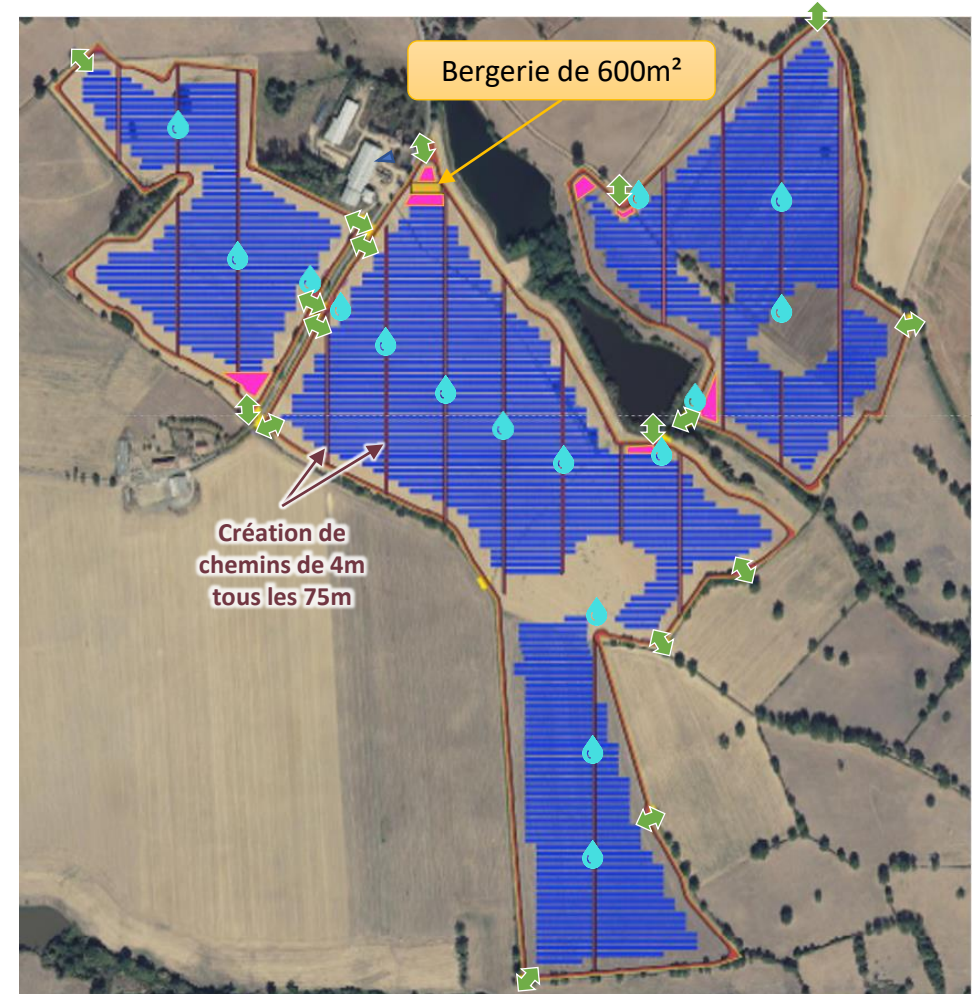 Bergerie de 600m²
Création de
chemins de 4m
tous les 75m